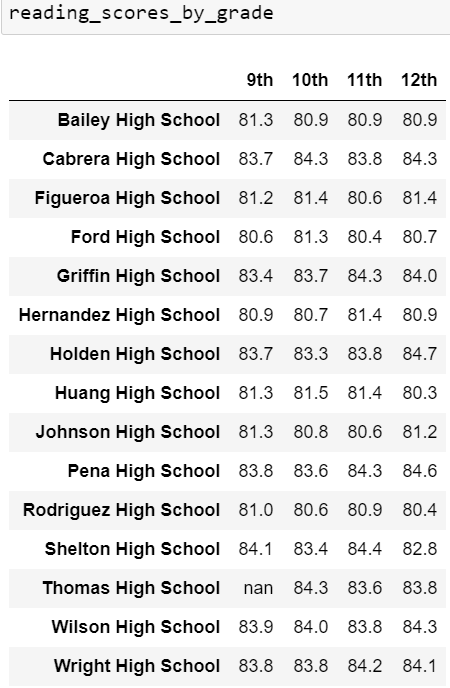 reading_scores_by_grade
9th 10th 11th 12th
Bailey High School 81.3 80.9 80.9 80.9
Cabrera High School 83.7 84.3 83.8 84.3
Figueroa High School 81.2 81.4 80.6 81.4
Ford High School 80.6 81.3 80.4 80.7
Griffin High School 83.4 83.7 84.3 84.0
Hernandez High School 80.9 80.7 81.4 80.9
Holden High School 83.7 83.3 83.8 84.7
Huang High School 81.3 81.5 81.4 80.3
Johnson High School 81.3 80.8 80.6 81.2
Pena High School 83.8 83.6 84.3 84.6
Rodriguez High School 81.0 80.6 80.9 80.4
Shelton High School 84.1 83.4 84.4 82.8
Thomas High School nan 84.3 83.6 83.8
Wilson High School 83.9 84.0 83.8 84.3
Wright High School 83.8 83.8 84.2 84.1